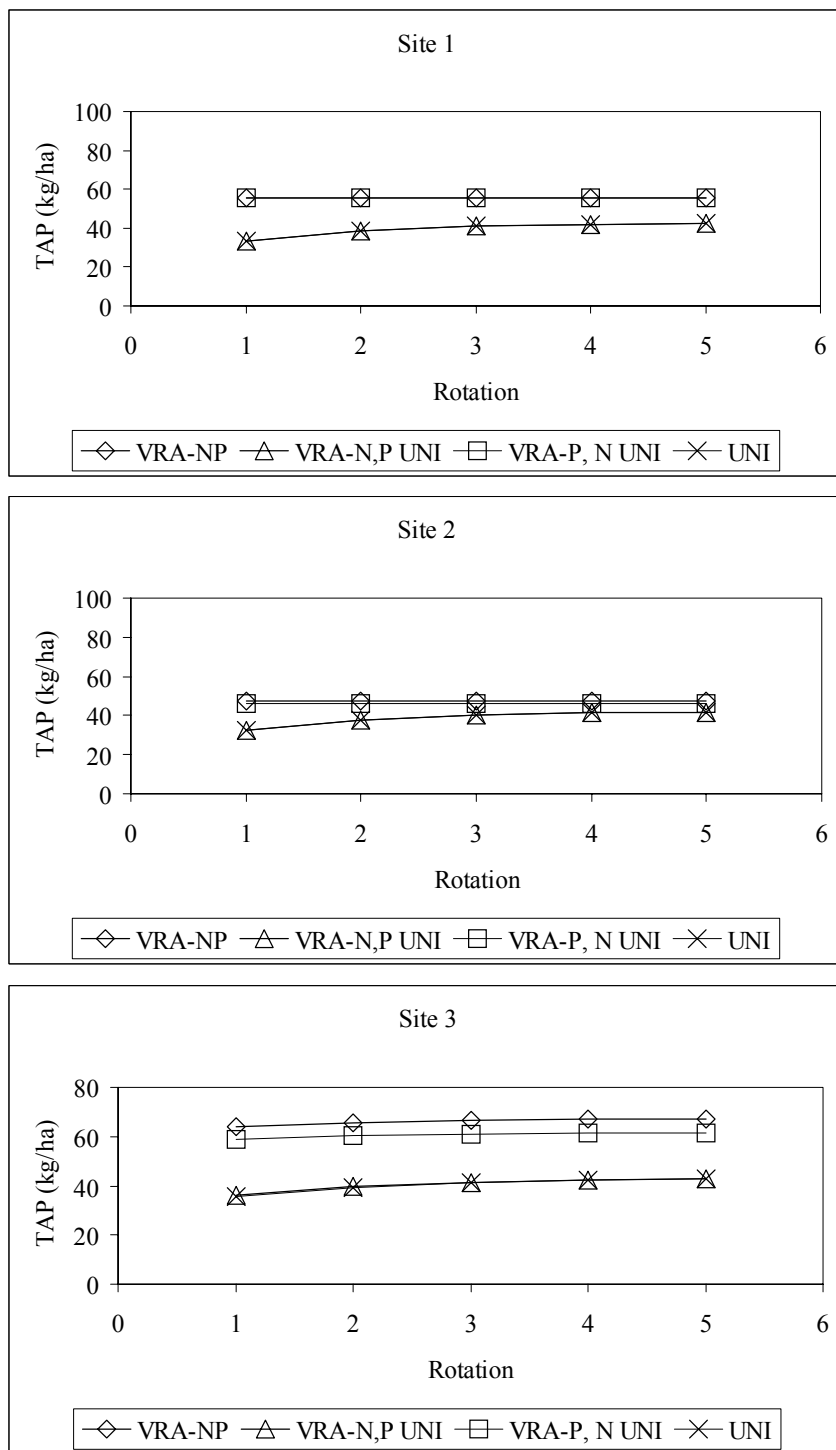 Site 1
100
80
60
40
20
0
TAP (kg/ha)
0 1 2 3 4 5 6
Rotation
VRA-NP VRA-N,P UNI VRA-P, N UNI UNI
Site 2
100
80
60
40
20
0
TAP (kg/ha)
0 1 2 3 4 5 6
Rotation
VRA-NP VRA-N,P UNI VRA-P, N UNI UNI
Site 3
80
60
40
20
0
TAP (kg/ha)
0 1 2 3 4 5 6
Rotation
VRA-NP VRA-N,P UNI VRA-P, N UNI UNI